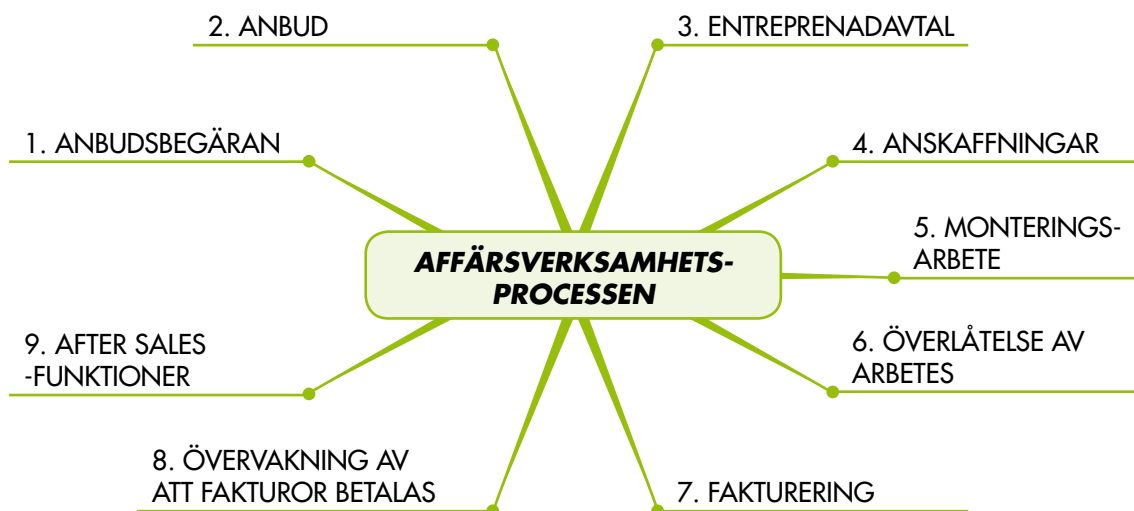 2. ANBUD
3. ENTREPRENADAVTAL
1. ANBUDSBEGÄRAN
4. ANSKAFFNINGAR
5. MONTERINGS-
ARBETE
AFFÄRSVERKSAMHETS-
PROCESSEN
9. AFTER SALES
-FUNKTIONER
6. ÖVERLÅTELSE AV
ARBETES
8. ÖVERVAKNING AV
ATT FAKTUROR BETALAS
7. FAKTURERING